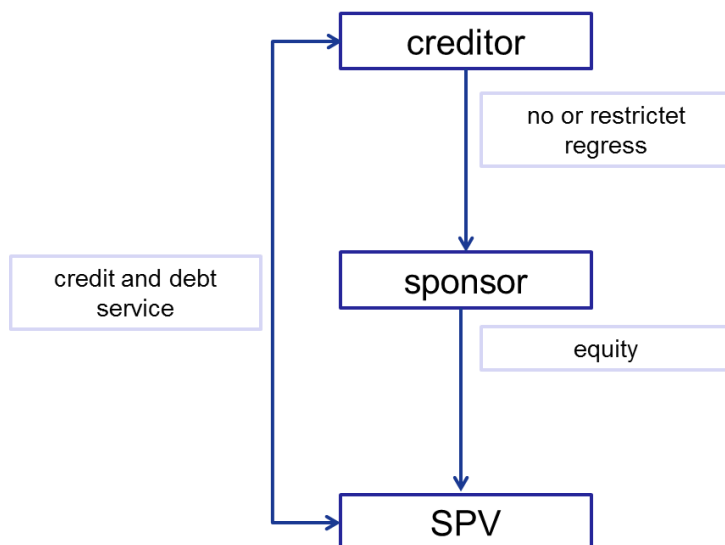 creditor
no or restrictet
regress
credit and debt
service
sponsor
equity
SPV